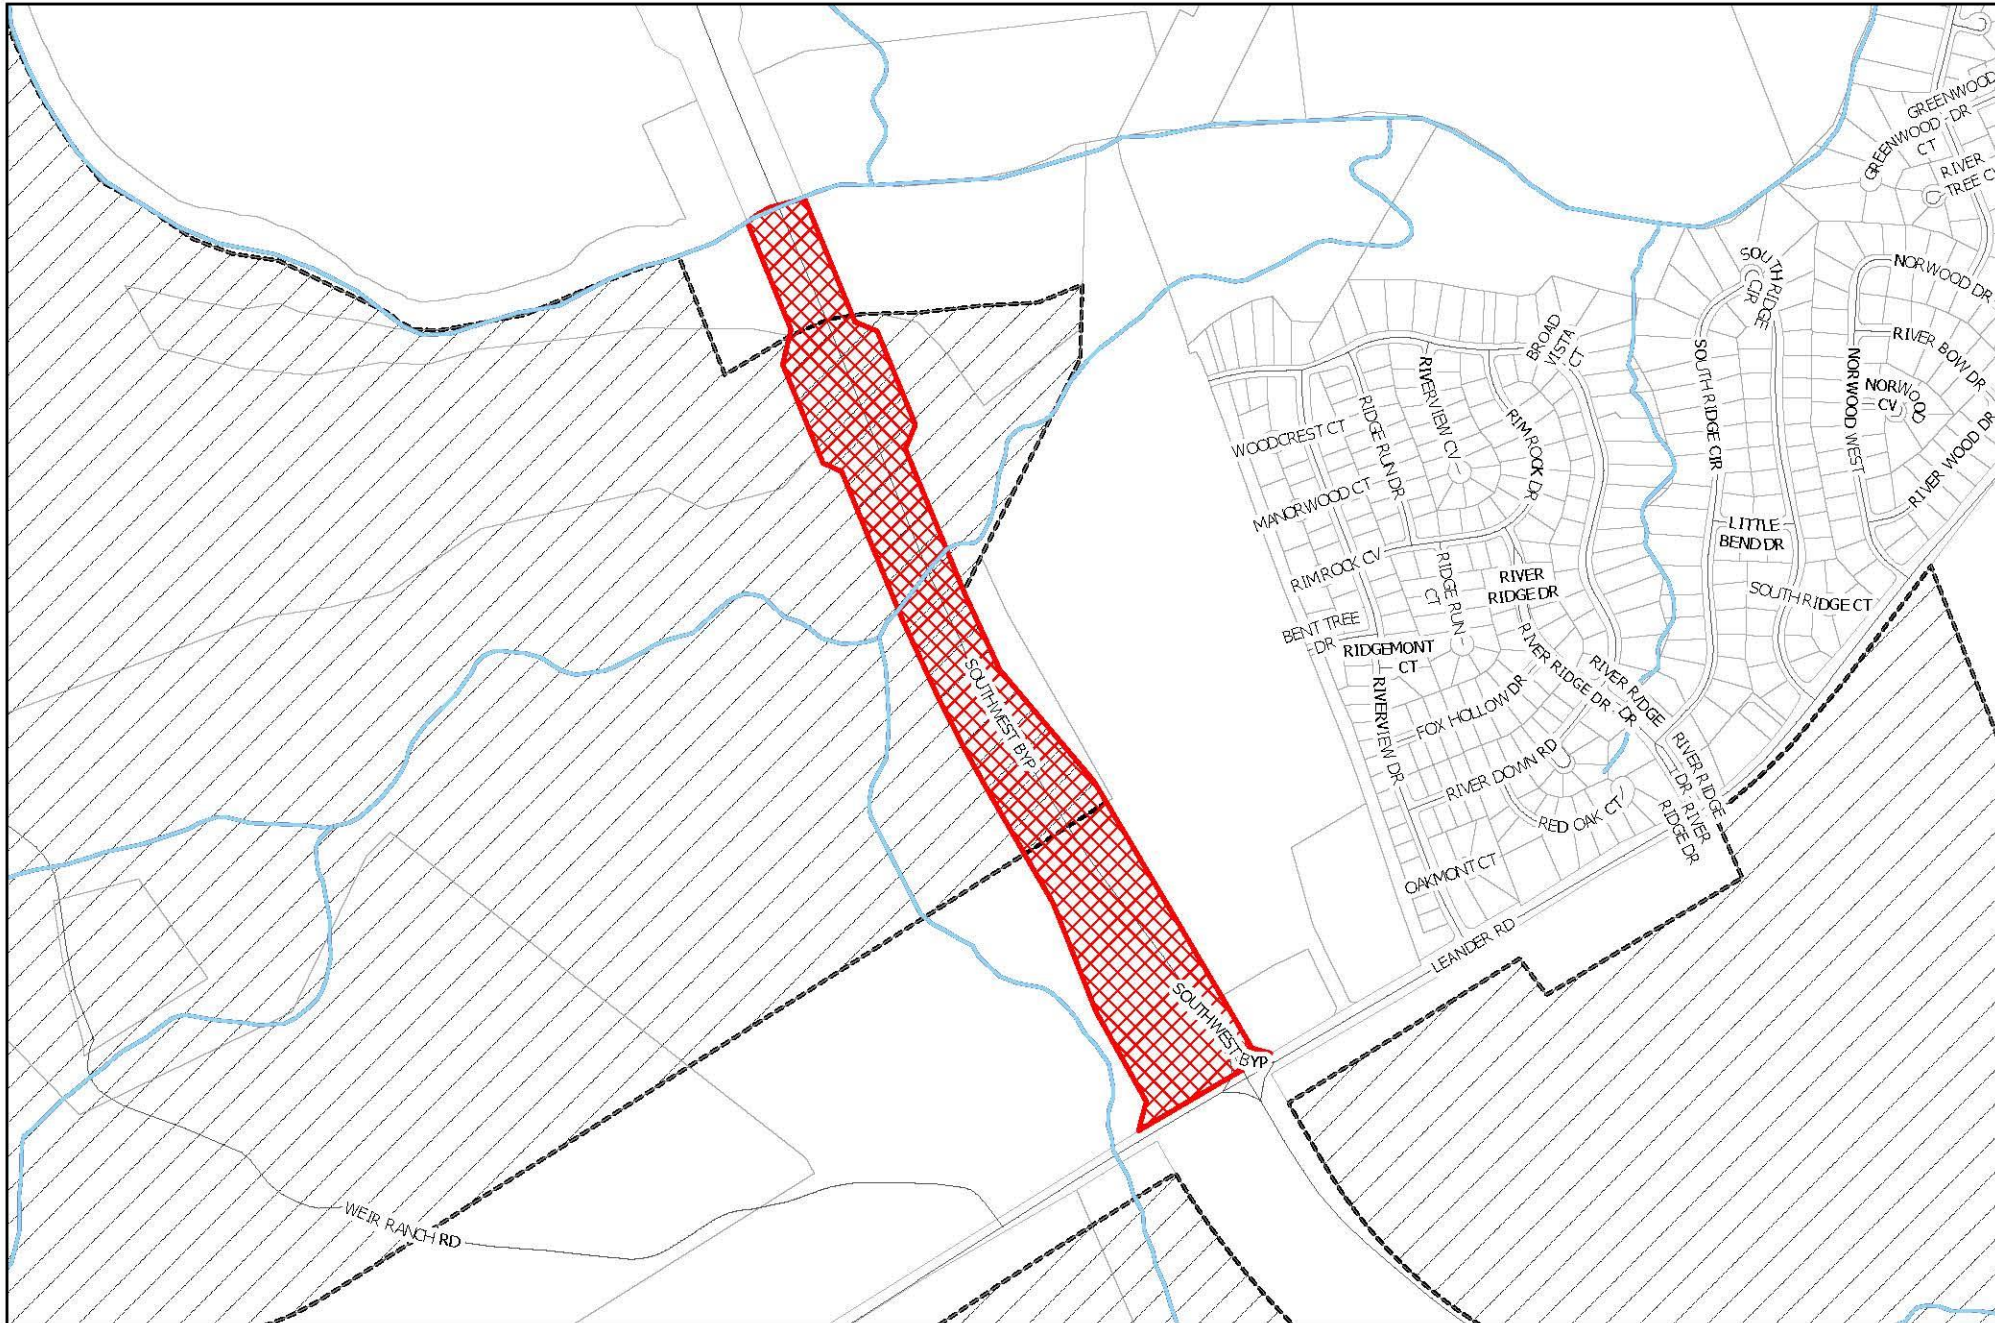 GREENWOOD
DR
GREENWOOD
CT
RIVER
TREE CV
SOUTHRIDGE
CIR
NORWOOD DR
BROAD
VISTA
CT
RIVER BOW DR
NORWOOD
CV
NORWOOD WEST
RIVER WOOD DR
SOUTH RIDGE CIR
WOODCREST CT
RIDGE RUN DR
RIVERVIEW CV
RIMROCK DR
MANORWOOD CT
LITTLE
BEND DR
RIMROCK CV
RIDGE RUN
CT
RIVER
RIDGE DR
SOUTH RIDGE CT
BENT TREE
DR
RIDGEMONT
CT
RIVER RIDGE DR
RIVER RIDGE
DR
SOUTHWEST BYP
RIVERVIEW DR
FOX HOLLOW DR
RIVER DOWN RD
RIVER RIDGE
DR
RIVER
RIDGE DR
RED OAK CT
OAKMONT CT
LEANDER RD
SOUTHWEST BYP
WEIR RANCH RD